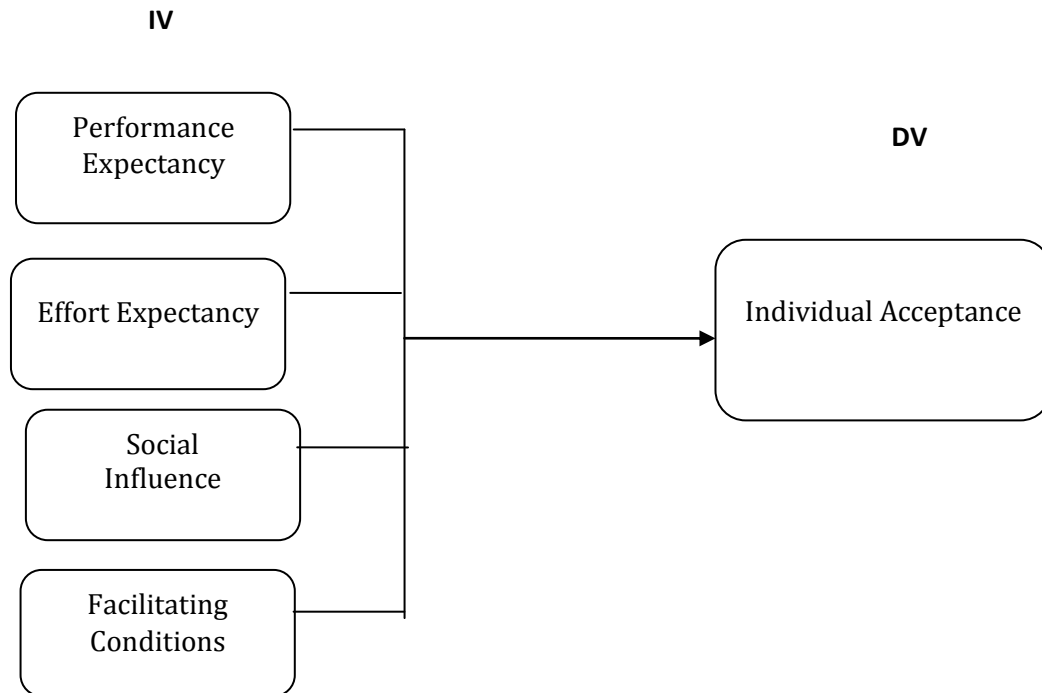 IV
Performance
Expectancy
DV
Effort Expectancy
Individual Acceptance
Social
Influence
Facilitating
Conditions